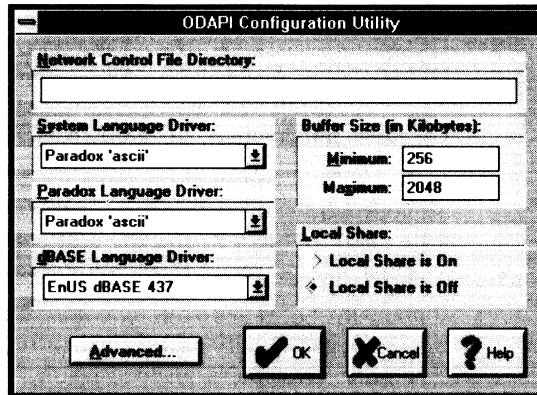 ODAPI Configuration Utility
Network Control File Directory:
System Language Driver:
Paradox 'ascii'
Paradox Language Driver:
Paradox 'ascii'
dBASE Language Driver:
EnUS dBASE 437
Buffer Size (in Kilobytes):
Minimum: 256
Maximum: 2048
Local Share:
Local Share is On
Local Share is Off
Advanced...
OK
Cancel
Help